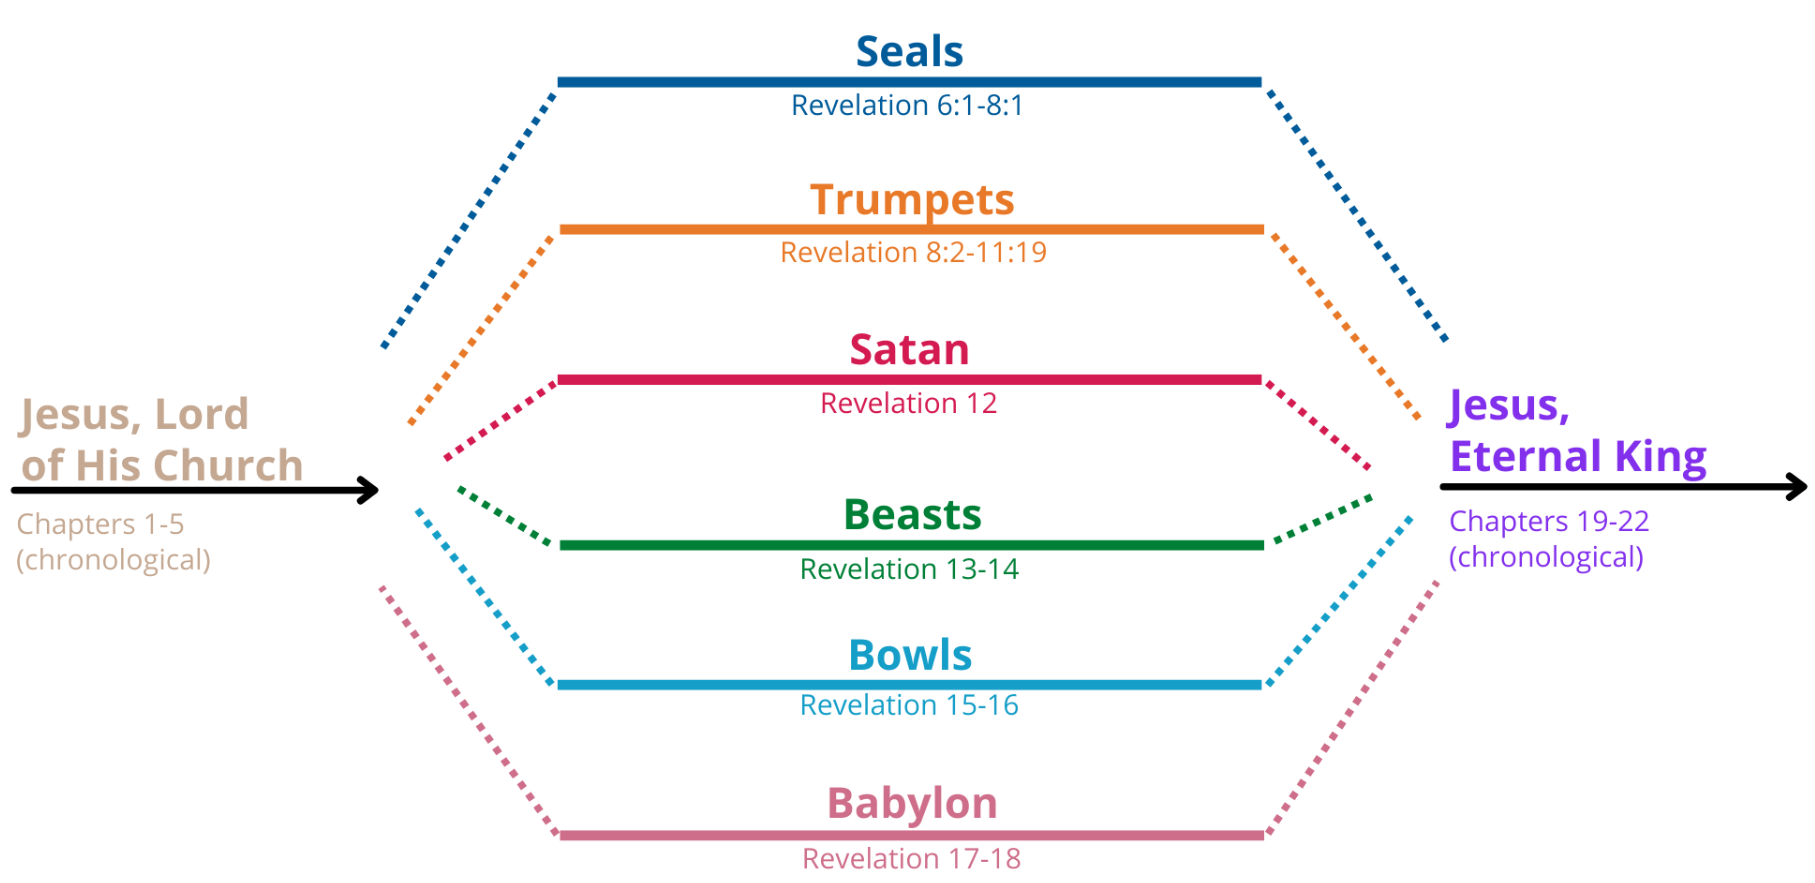 Seals
Revelation 6:1-8:1
Trumpets
Revelation 8:2-11:19
Satan
Revelation 12
Jesus, Lord
of His Church
Chapters 1-5
(chronological)
Jesus,
Eternal King
Chapters 19-22
(chronological)
Beasts
Revelation 13-14
Bowls
Revelation 15-16
Babylon
Revelation 17-18